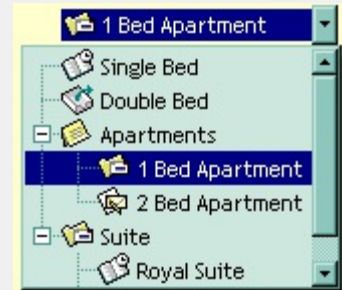 1 Bed Apartment
Single Bed
Double Bed
Apartments
1 Bed Apartment
2 Bed Apartment
Suite
Royal Suite